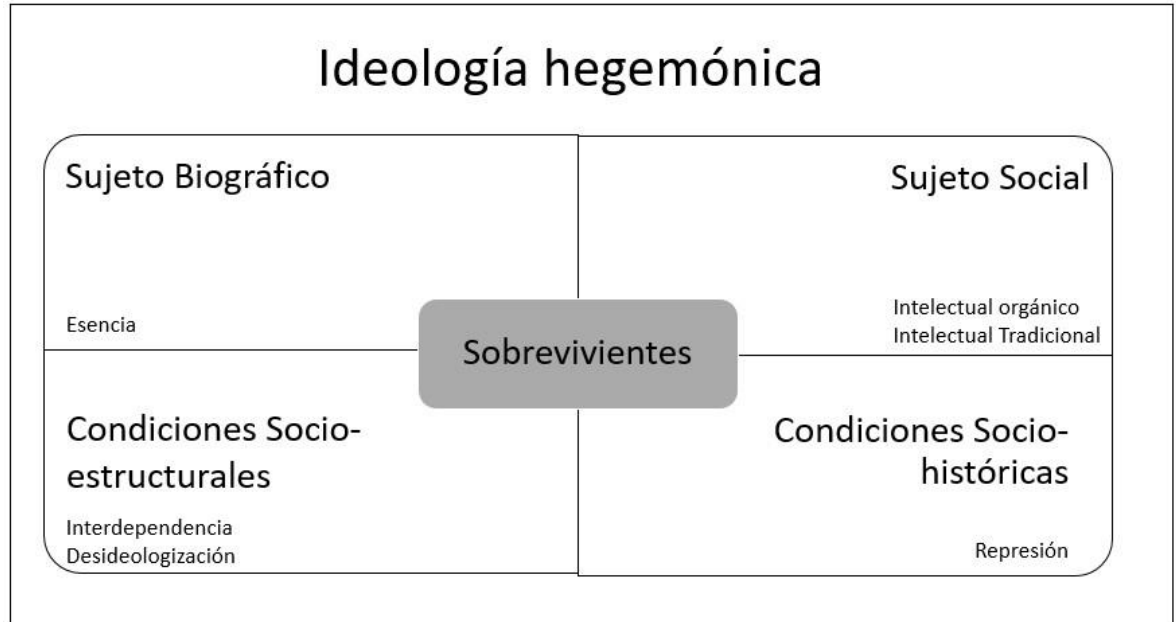 Ideología hegemónica
Sujeto Biográfico
Esencia
Sujeto Social
Intelectual orgánico
Intelectual Tradicional
Sobrevivientes
Condiciones Socio-
estructurales
Interdependencia
Desideologización
Condiciones Socio-
históricas
Represión